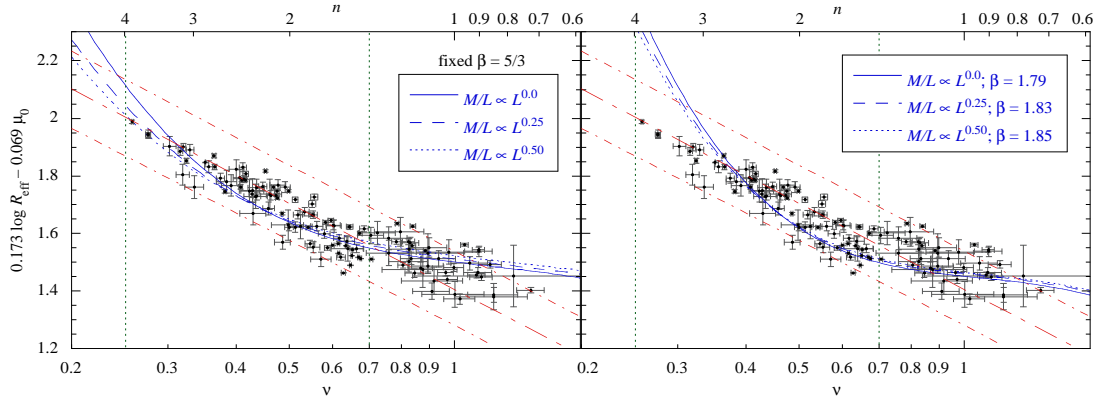 n
4 3 2 1 0.9 0.8 0.7 0.6
4 3 2 1 0.9 0.8 0.7 0.6
n
0.173 log R_eff − 0.069 μ_0
2.2
2
1.8
1.6
1.4
1.2
fixed β = 5/3
M/L ∝ L^0.0
M/L ∝ L^0.25
M/L ∝ L^0.50
M/L ∝ L^0.0; β = 1.79
M/L ∝ L^0.25; β = 1.83
M/L ∝ L^0.50; β = 1.85
0.2 0.3 0.4 0.5 0.6 0.7 0.8 0.9 1
0.2 0.3 0.4 0.5 0.6 0.7 0.8 0.9 1
ν
ν